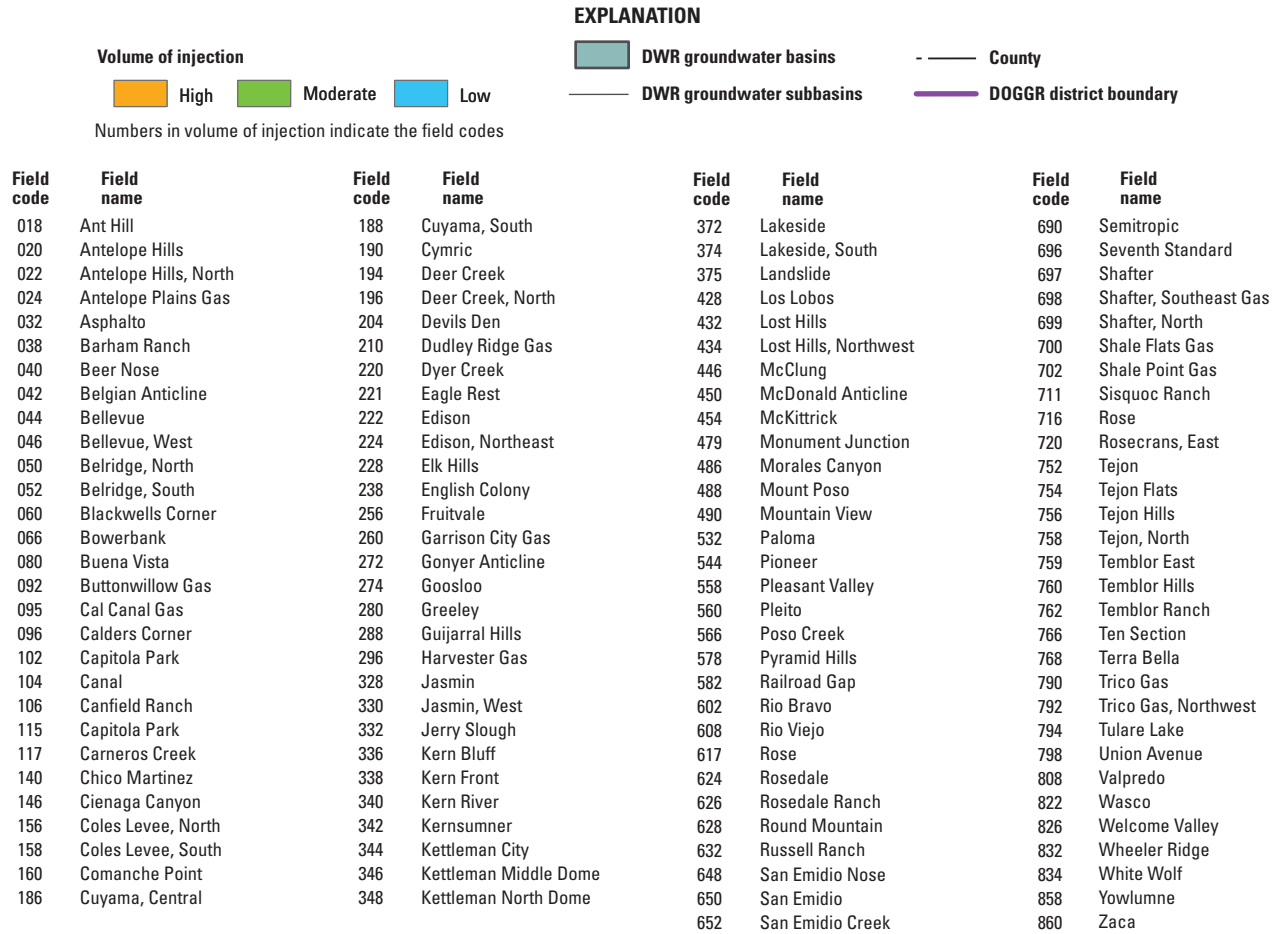 EXPLANATION
Volume of injection
High Moderate Low
Numbers in volume of injection indicate the field codes
DWR groundwater basins
DWR groundwater subbasins
County
DOGGR district boundary
Field code Field name
018 Ant Hill
020 Antelope Hills
022 Antelope Hills, North
024 Antelope Plains Gas
032 Asphalto
038 Barham Ranch
040 Beer Nose
042 Belgian Anticline
044 Bellevue
046 Bellevue, West
050 Belridge, North
052 Belridge, South
060 Blackwells Corner
066 Bowerbank
080 Buena Vista
092 Buttonwillow Gas
095 Cal Canal Gas
096 Calders Corner
102 Capitola Park
104 Canal
106 Canfield Ranch
115 Capitola Park
117 Carneros Creek
140 Chico Martinez
146 Cienaga Canyon
156 Coles Levee, North
158 Coles Levee, South
160 Comanche Point
186 Cuyama, Central
Field code Field name
188 Cuyama, South
190 Cymric
194 Deer Creek
196 Deer Creek, North
204 Devils Den
210 Dudley Ridge Gas
220 Dyer Creek
221 Eagle Rest
222 Edison
224 Edison, Northeast
228 Elk Hills
238 English Colony
256 Fruitvale
260 Garrison City Gas
272 Gonyer Anticline
274 Goosloo
280 Greeley
288 Guijarral Hills
296 Harvester Gas
328 Jasmin
330 Jasmin, West
332 Jerry Slough
336 Kern Bluff
338 Kern Front
340 Kern River
342 Kernsumner
344 Kettleman City
346 Kettleman Middle Dome
348 Kettleman North Dome
Field code Field name
372 Lakeside
374 Lakeside, South
375 Landslide
428 Los Lobos
432 Lost Hills
434 Lost Hills, Northwest
446 McClung
450 McDonald Anticline
454 McKittrick
479 Monument Junction
486 Morales Canyon
488 Mount Poso
490 Mountain View
532 Paloma
544 Pioneer
558 Pleasant Valley
560 Pleito
566 Poso Creek
578 Pyramid Hills
582 Railroad Gap
602 Rio Bravo
608 Rio Viejo
617 Rose
624 Rosedale
626 Rosedale Ranch
628 Round Mountain
632 Russell Ranch
648 San Emidio Nose
650 San Emidio
652 San Emidio Creek
Field code Field name
690 Semitropic
696 Seventh Standard
697 Shafter
698 Shafter, Southeast Gas
699 Shafter, North
700 Shale Flats Gas
702 Shale Point Gas
711 Sisquoc Ranch
716 Rose
720 Rosecrans, East
752 Tejon
754 Tejon Flats
756 Tejon Hills
758 Tejon, North
759 Temblor East
760 Temblor Hills
762 Temblor Ranch
766 Ten Section
768 Terra Bella
790 Trico Gas
792 Trico Gas, Northwest
794 Tulare Lake
798 Union Avenue
808 Valpredo
822 Wasco
826 Welcome Valley
832 Wheeler Ridge
834 White Wolf
858 Yowlumne
860 Zaca